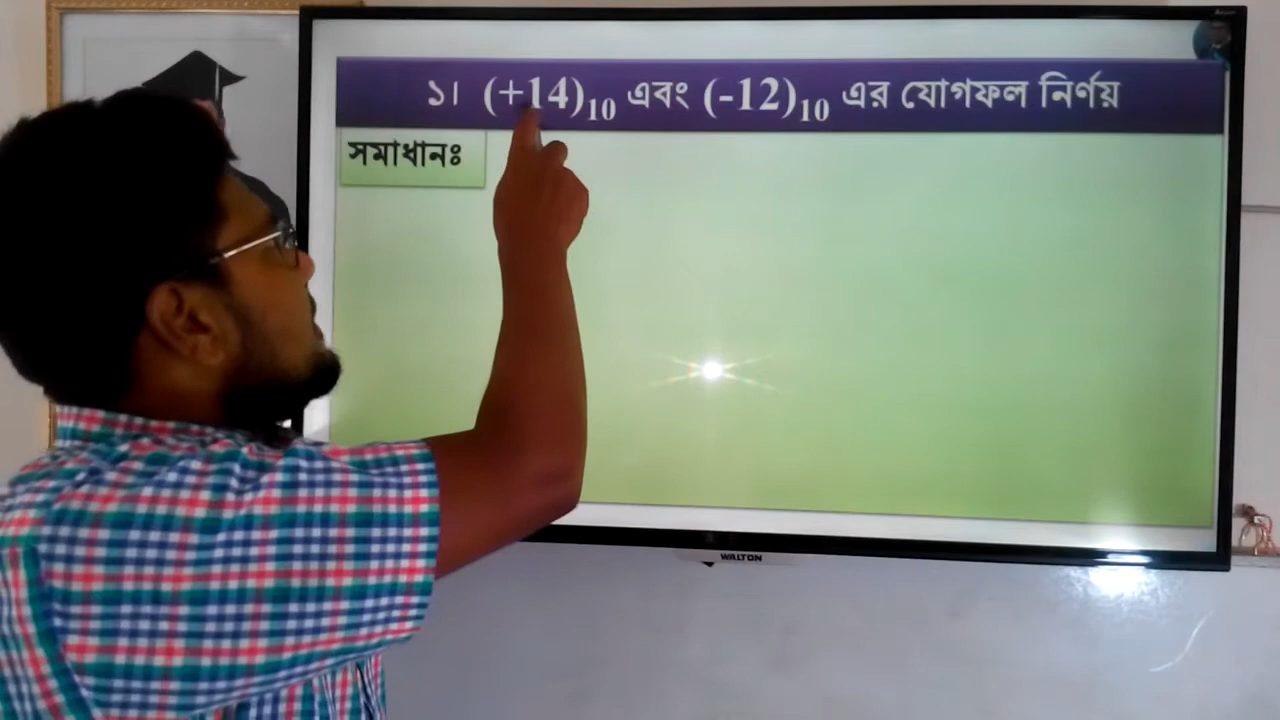 ১। (+14)₁₀ এবং (-12)₁₀ এর যোগফল নির্ণয়
সমাধানঃ
WALTON